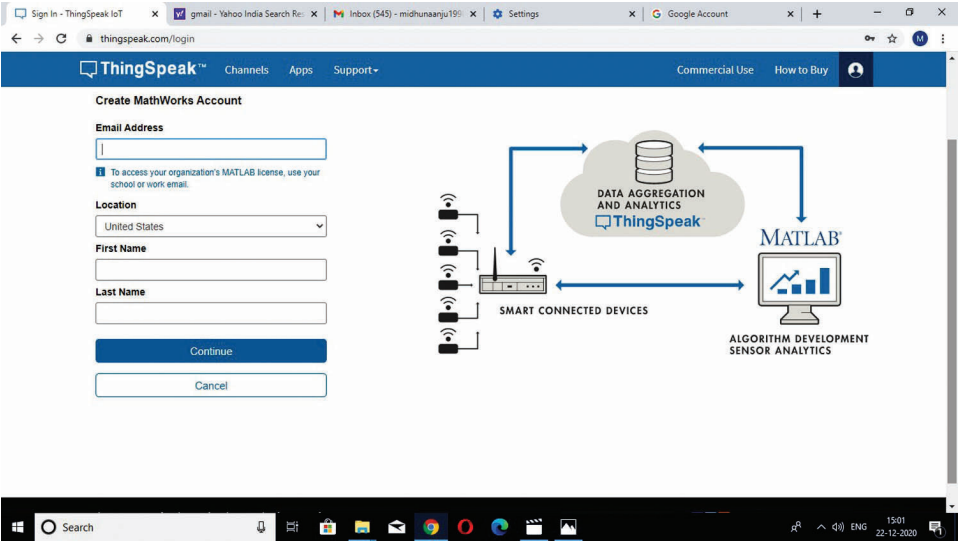 Sign In - ThingSpeak IoT
gmail - Yahoo India Search Res
Inbox (545) - midhunaanju199
Settings
Google Account
thingspeak.com/login
M
ThingSpeak™ Channels Apps Support
Commercial Use How to Buy
Create MathWorks Account
Email Address
To access your organization's MATLAB license, use your
school or work email.
Location
United States
First Name
Last Name
Continue
Cancel
DATA AGGREGATION
AND ANALYTICS
ThingSpeak
MATLAB®
SMART CONNECTED DEVICES
ALGORITHM DEVELOPMENT
SENSOR ANALYTICS
Search
ENG
15:01
22-12-2020